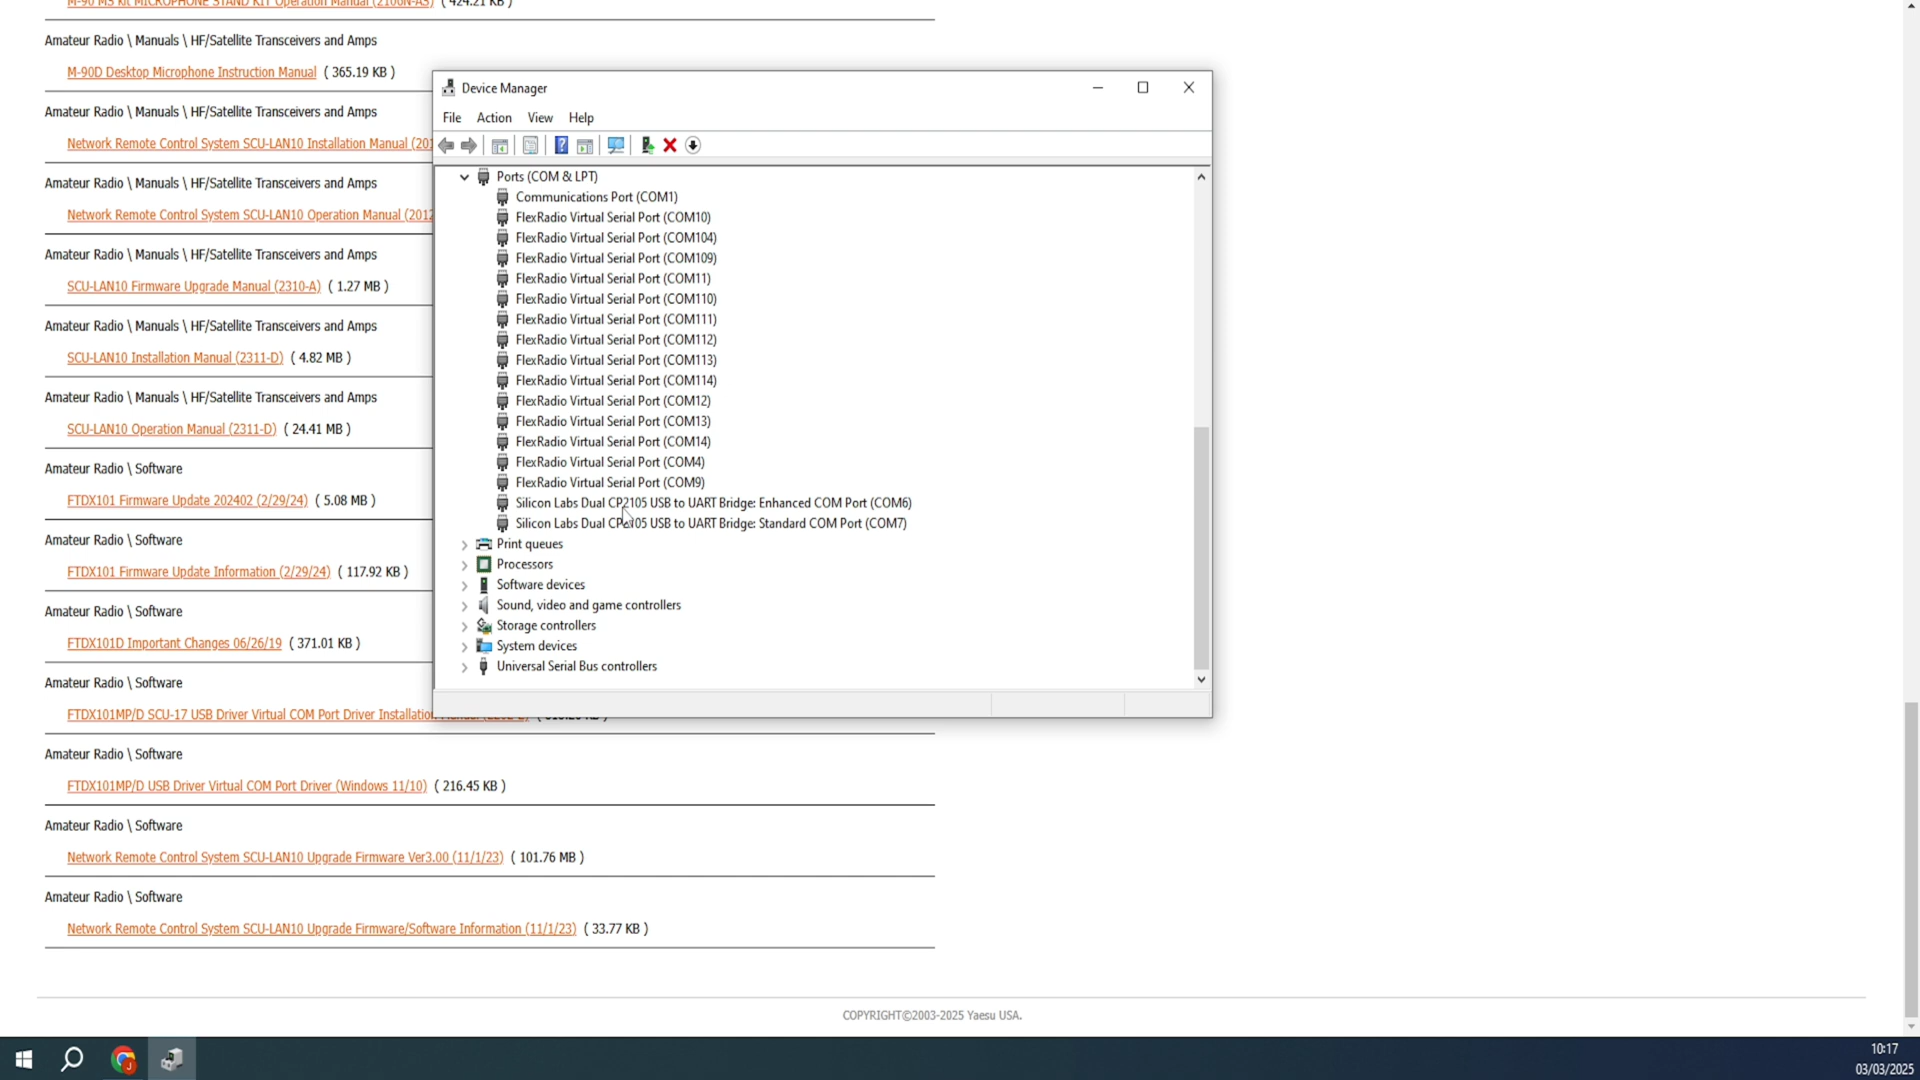 M-90 MS kit MICROPHONE STAND KIT Operation Manual (2100N-AS) ( 424.21 KB )
Amateur Radio \ Manuals \ HF/Satellite Transceivers and Amps
M-90D Desktop Microphone Instruction Manual ( 365.19 KB )
Amateur Radio \ Manuals \ HF/Satellite Transceivers and Amps
Network Remote Control System SCU-LAN10 Installation Manual (201
Amateur Radio \ Manuals \ HF/Satellite Transceivers and Amps
Network Remote Control System SCU-LAN10 Operation Manual (2012
Amateur Radio \ Manuals \ HF/Satellite Transceivers and Amps
SCU-LAN10 Firmware Upgrade Manual (2310-A) ( 1.27 MB )
Amateur Radio \ Manuals \ HF/Satellite Transceivers and Amps
SCU-LAN10 Installation Manual (2311-D) ( 4.82 MB )
Amateur Radio \ Manuals \ HF/Satellite Transceivers and Amps
SCU-LAN10 Operation Manual (2311-D) ( 24.41 MB )
Amateur Radio \ Software
FTDX101 Firmware Update 202402 (2/29/24) ( 5.08 MB )
Amateur Radio \ Software
FTDX101 Firmware Update Information (2/29/24) ( 117.92 KB )
Amateur Radio \ Software
FTDX101D Important Changes 06/26/19 ( 371.01 KB )
Amateur Radio \ Software
FTDX101MP/D SCU-17 USB Driver Virtual COM Port Driver Installation
Amateur Radio \ Software
FTDX101MP/D USB Driver Virtual COM Port Driver (Windows 11/10) ( 216.45 KB )
Amateur Radio \ Software
Network Remote Control System SCU-LAN10 Upgrade Firmware Ver3.00 (11/1/23) ( 101.76 MB )
Amateur Radio \ Software
Network Remote Control System SCU-LAN10 Upgrade Firmware/Software Information (11/1/23) ( 33.77 KB )
COPYRIGHT©2003-2025 Yaesu USA.
Device Manager
File Action View Help
Ports (COM & LPT)
Communications Port (COM1)
FlexRadio Virtual Serial Port (COM10)
FlexRadio Virtual Serial Port (COM104)
FlexRadio Virtual Serial Port (COM109)
FlexRadio Virtual Serial Port (COM11)
FlexRadio Virtual Serial Port (COM110)
FlexRadio Virtual Serial Port (COM111)
FlexRadio Virtual Serial Port (COM112)
FlexRadio Virtual Serial Port (COM113)
FlexRadio Virtual Serial Port (COM114)
FlexRadio Virtual Serial Port (COM12)
FlexRadio Virtual Serial Port (COM13)
FlexRadio Virtual Serial Port (COM14)
FlexRadio Virtual Serial Port (COM4)
FlexRadio Virtual Serial Port (COM9)
Silicon Labs Dual CP2105 USB to UART Bridge: Enhanced COM Port (COM6)
Silicon Labs Dual CP2105 USB to UART Bridge: Standard COM Port (COM7)
Print queues
Processors
Software devices
Sound, video and game controllers
Storage controllers
System devices
Universal Serial Bus controllers
J
10:17
03/03/2025